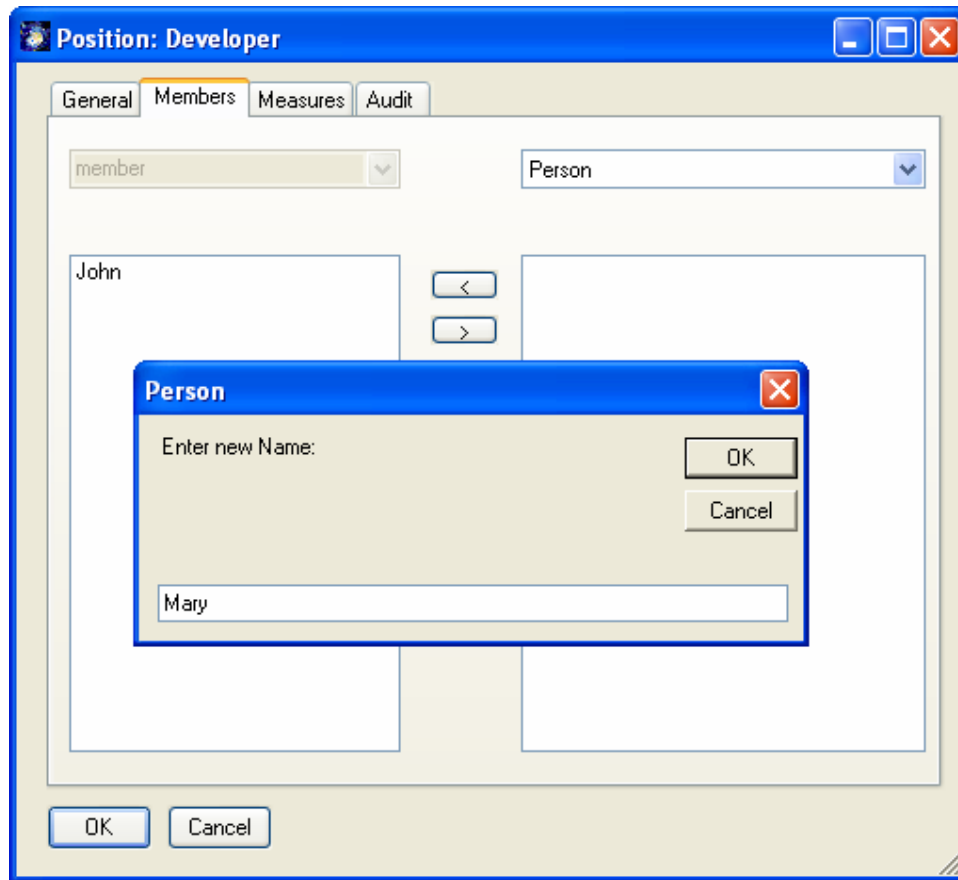 Position: Developer
General Members Measures Audit
member Person
John
<
>
Person
Enter new Name:
OK
Cancel
Mary
OK Cancel